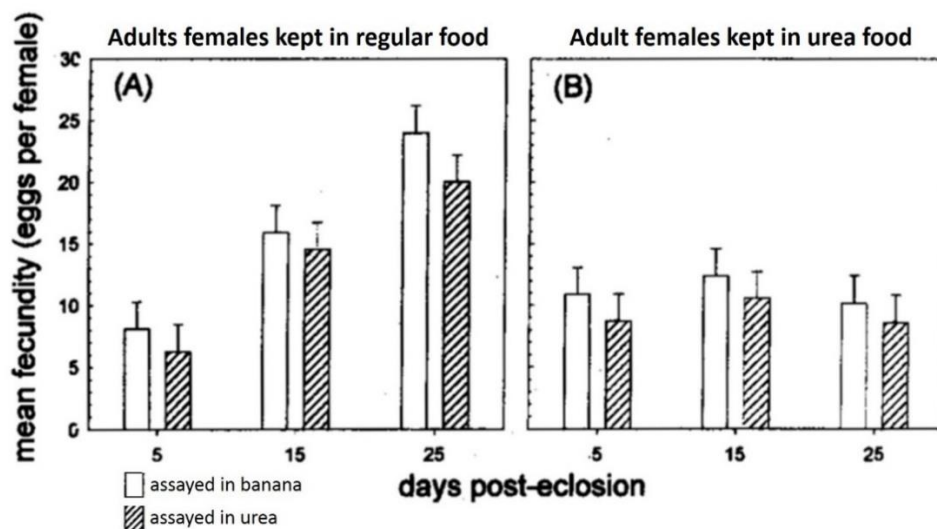 Adults females kept in regular food
Adult females kept in urea food
mean fecundity (eggs per female)
30
25
20
15
10
5
0
(A)
(B)
5 15 25
5 15 25
days post-eclosion
assayed in banana
assayed in urea